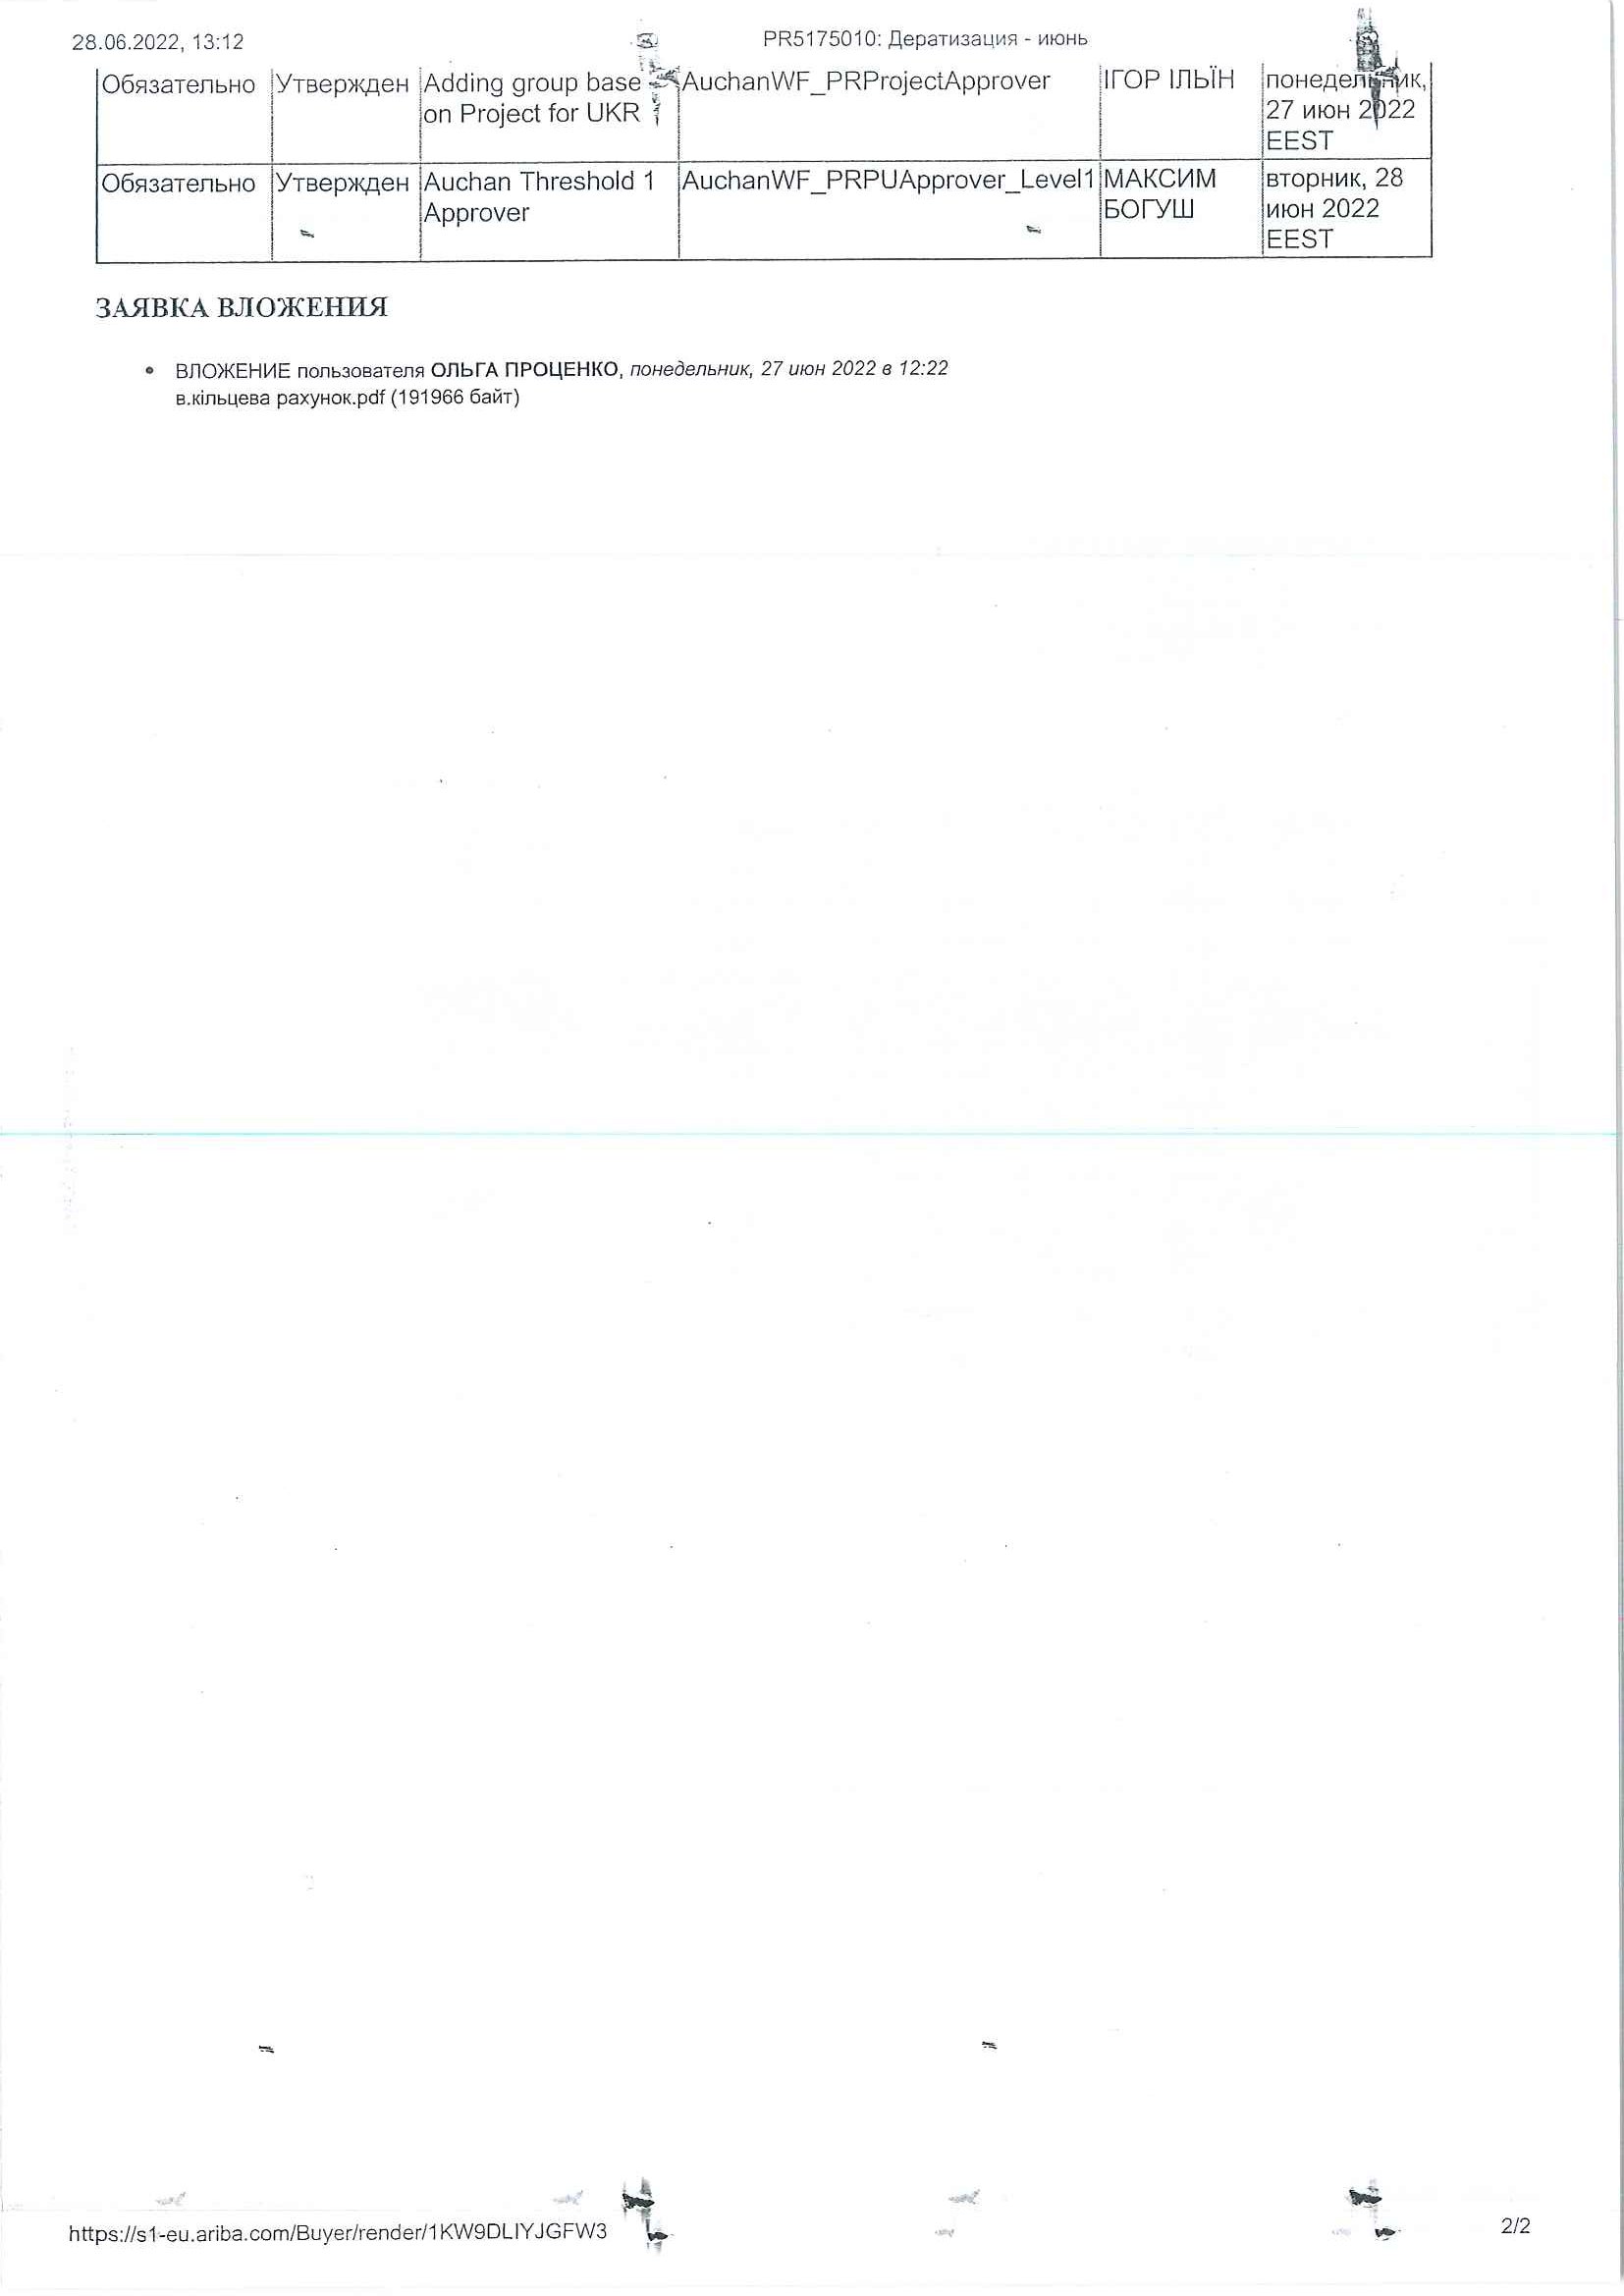 28.06.2022, 13:12
PR5175010: Дератизация - июнь
Обязательно Утвержден Adding group base AuchanWF_PRProjectApprover ІГОР ІЛЬЇН понедельник,
on Project for UKR 27 июн 2022
EEST
Обязательно Утвержден Auchan Threshold 1 AuchanWF_PRPUApprover_Level1 МАКСИМ вторник, 28
Approver БОГУШ июн 2022
EEST
ЗАЯВКА ВЛОЖЕНИЯ
• ВЛОЖЕНИЕ пользователя ОЛЬГА ПРОЦЕНКО, понедельник, 27 июн 2022 в 12:22
в.кільцева рахунок.pdf (191966 байт)
https://s1-eu.ariba.com/Buyer/render/1KW9DLIYJGFW3
2/2